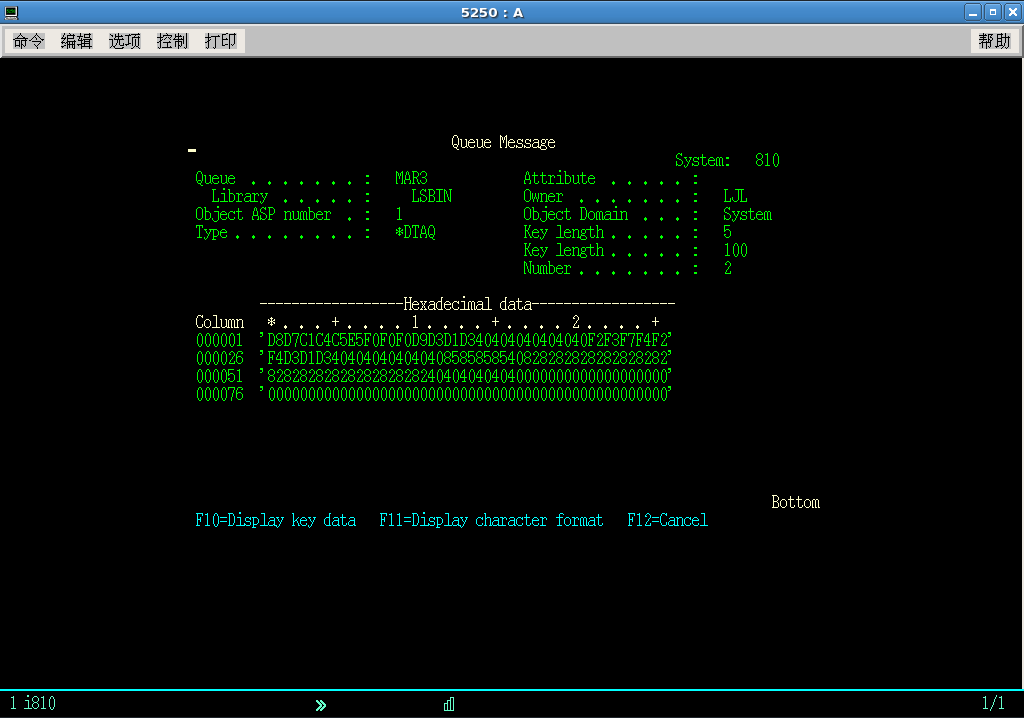 5250 : A
命令 编辑 选项 控制 打印 帮助
Queue Message
System: 810
Queue . . . . . . . : MAR3 Attribute . . . . . :
Library . . . . . : LSBIN Owner . . . . . . . : LJL
Object ASP number . : 1 Object Domain . . . : System
Type . . . . . . . . : *DTAQ Key length . . . . . : 5
Key length . . . . . : 100
Number . . . . . . . : 2
------------------Hexadecimal data------------------
Column * . . . + . . . . 1 . . . . + . . . . 2 . . . . +
000001 'D8D7C1C4C5E5F0F0F0D9D3D1D340404040404040F2F3F7F4F2'
000026 'F4D3D1D3404040404040408585858540828282828282828282'
000051 '82828282828282828282404040404040000000000000000000'
000076 '00000000000000000000000000000000000000000000000000'
Bottom
F10=Display key data F11=Display character format F12=Cancel
1 i810 1/1